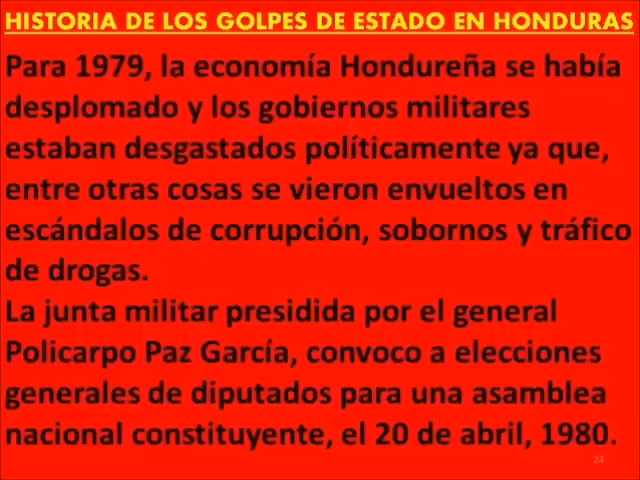 HISTORIA DE LOS GOLPES DE ESTADO EN HONDURAS
Para 1979, la economía Hondureña se había
desplomado y los gobiernos militares
estaban desgastados políticamente ya que,
entre otras cosas se vieron envueltos en
escándalos de corrupción, sobornos y tráfico
de drogas.
La junta militar presidida por el general
Policarpo Paz García, convoco a elecciones
generales de diputados para una asamblea
nacional constituyente, el 20 de abril, 1980.
24